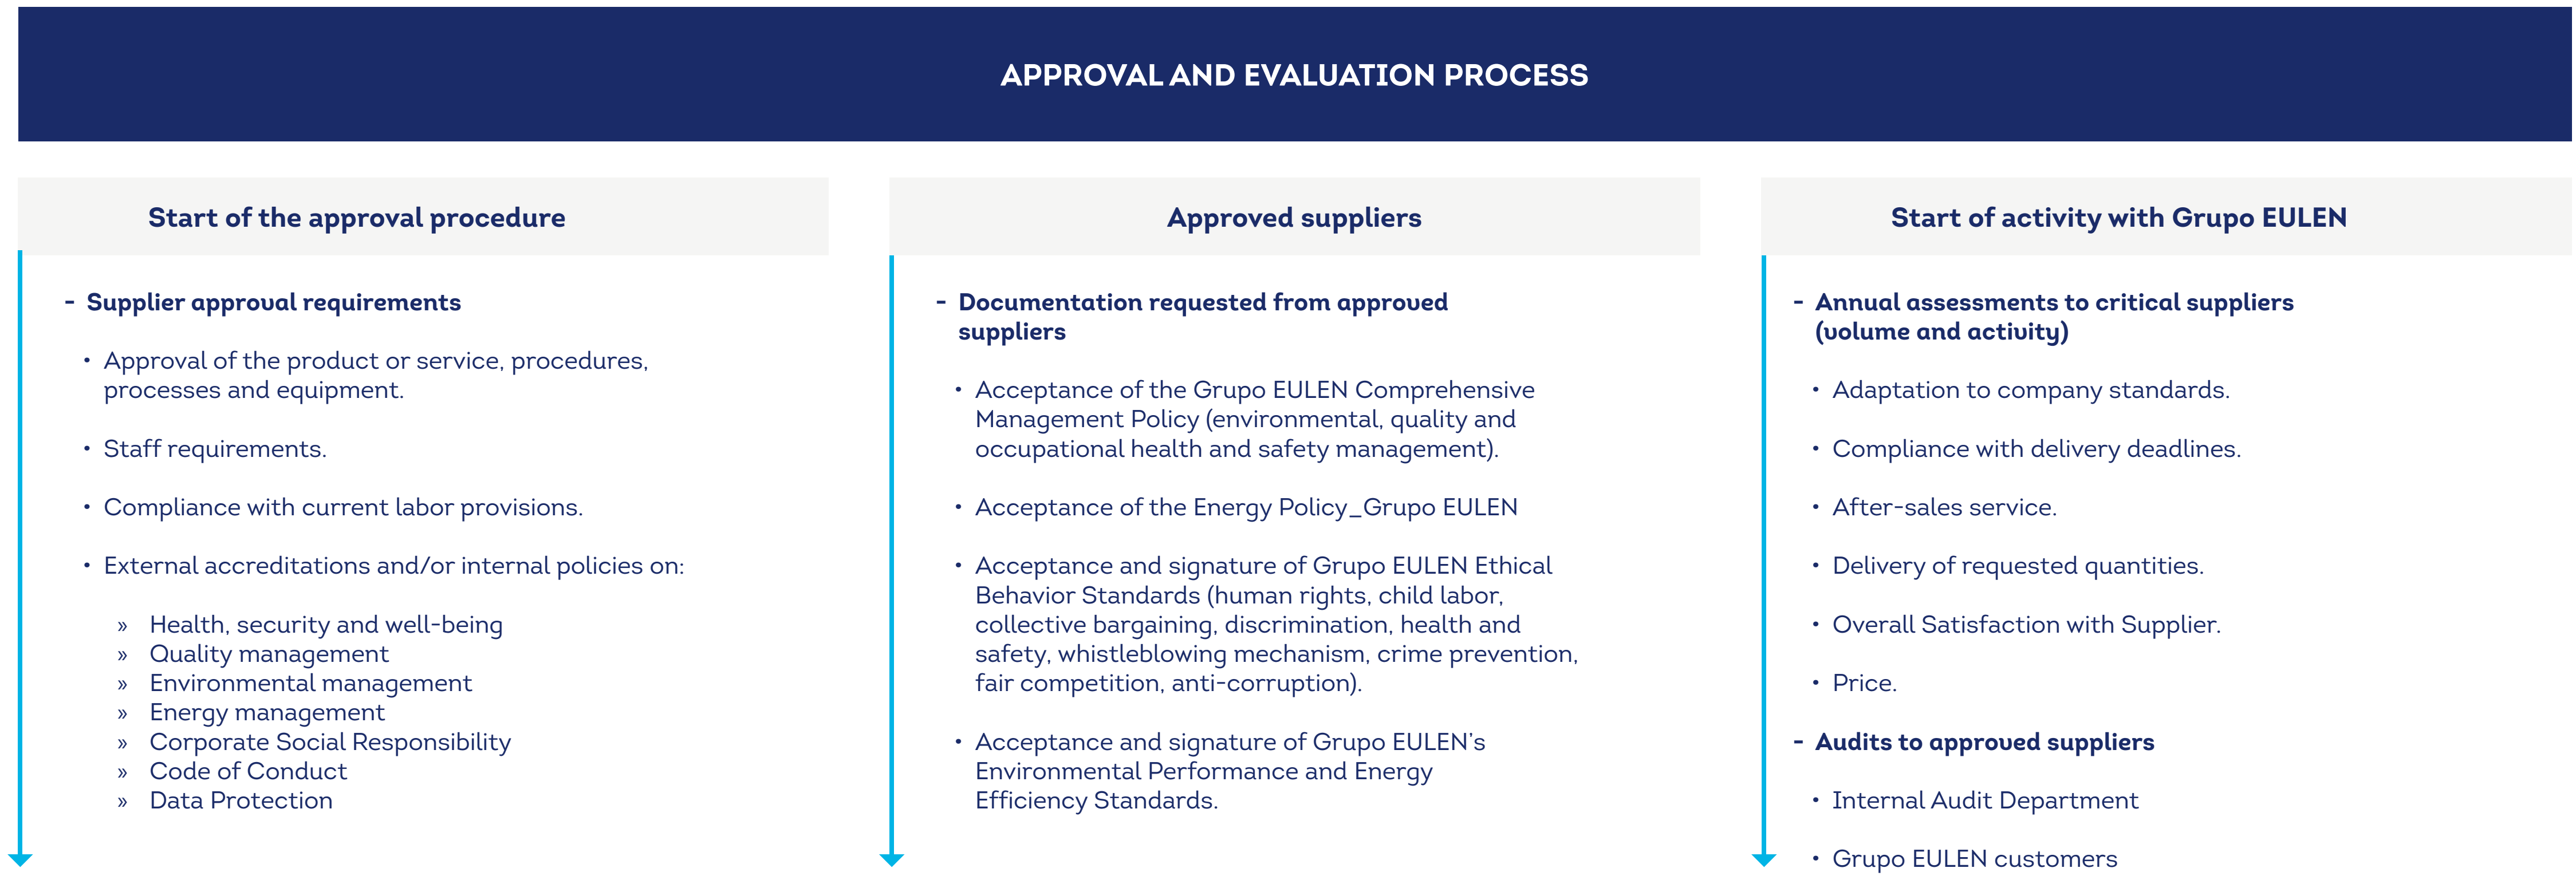 APPROVAL AND EVALUATION PROCESS
Start of the approval procedure
- Supplier approval requirements
• Approval of the product or service, procedures,
processes and equipment.
• Staff requirements.
• Compliance with current labor provisions.
• External accreditations and/or internal policies on:
» Health, security and well-being
» Quality management
» Environmental management
» Energy management
» Corporate Social Responsibility
» Code of Conduct
» Data Protection
Approved suppliers
- Documentation requested from approved
suppliers
• Acceptance of the Grupo EULEN Comprehensive
Management Policy (environmental, quality and
occupational health and safety management).
• Acceptance of the Energy Policy_Grupo EULEN
• Acceptance and signature of Grupo EULEN Ethical
Behavior Standards (human rights, child labor,
collective bargaining, discrimination, health and
safety, whistleblowing mechanism, crime prevention,
fair competition, anti-corruption).
• Acceptance and signature of Grupo EULEN’s
Environmental Performance and Energy
Efficiency Standards.
Start of activity with Grupo EULEN
- Annual assessments to critical suppliers
(volume and activity)
• Adaptation to company standards.
• Compliance with delivery deadlines.
• After-sales service.
• Delivery of requested quantities.
• Overall Satisfaction with Supplier.
• Price.
- Audits to approved suppliers
• Internal Audit Department
• Grupo EULEN customers